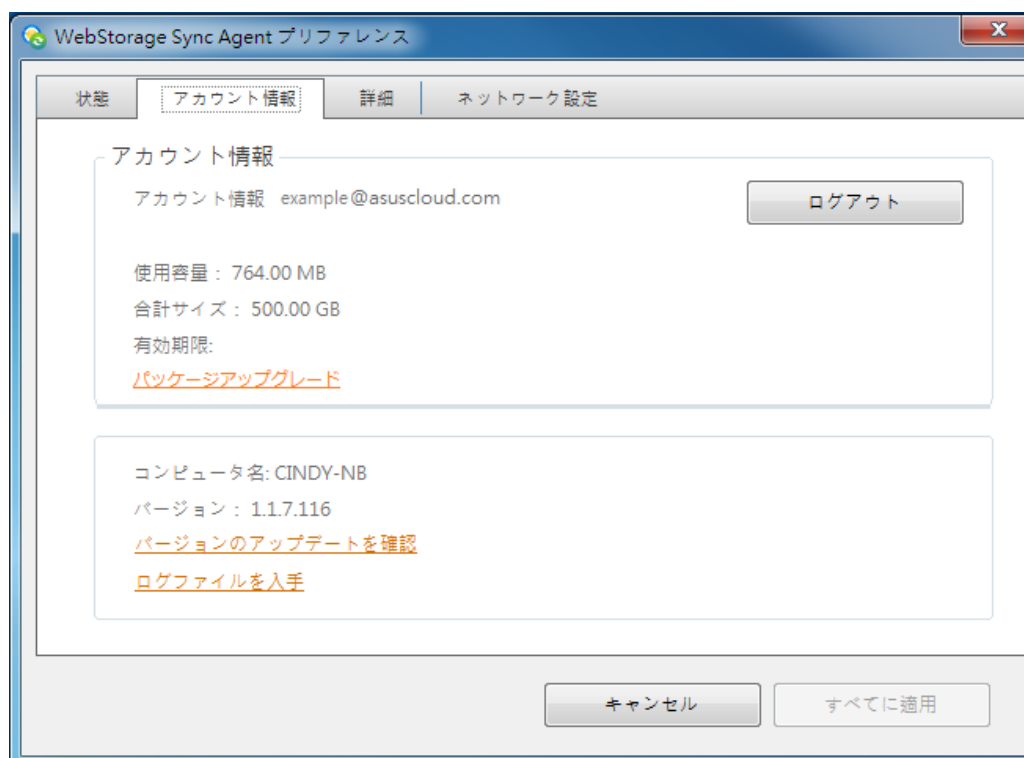 WebStorage Sync Agent プリファレンス
状態 アカウント情報 詳細 ネットワーク設定
アカウント情報
アカウント情報 example@asuscloud.com ログアウト
使用容量： 764.00 MB
合計サイズ： 500.00 GB
有効期限:
パッケージアップグレード
コンピュータ名: CINDY-NB
バージョン： 1.1.7.116
バージョンのアップデートを確認
ログファイルを入手
キャンセル すべてに適用